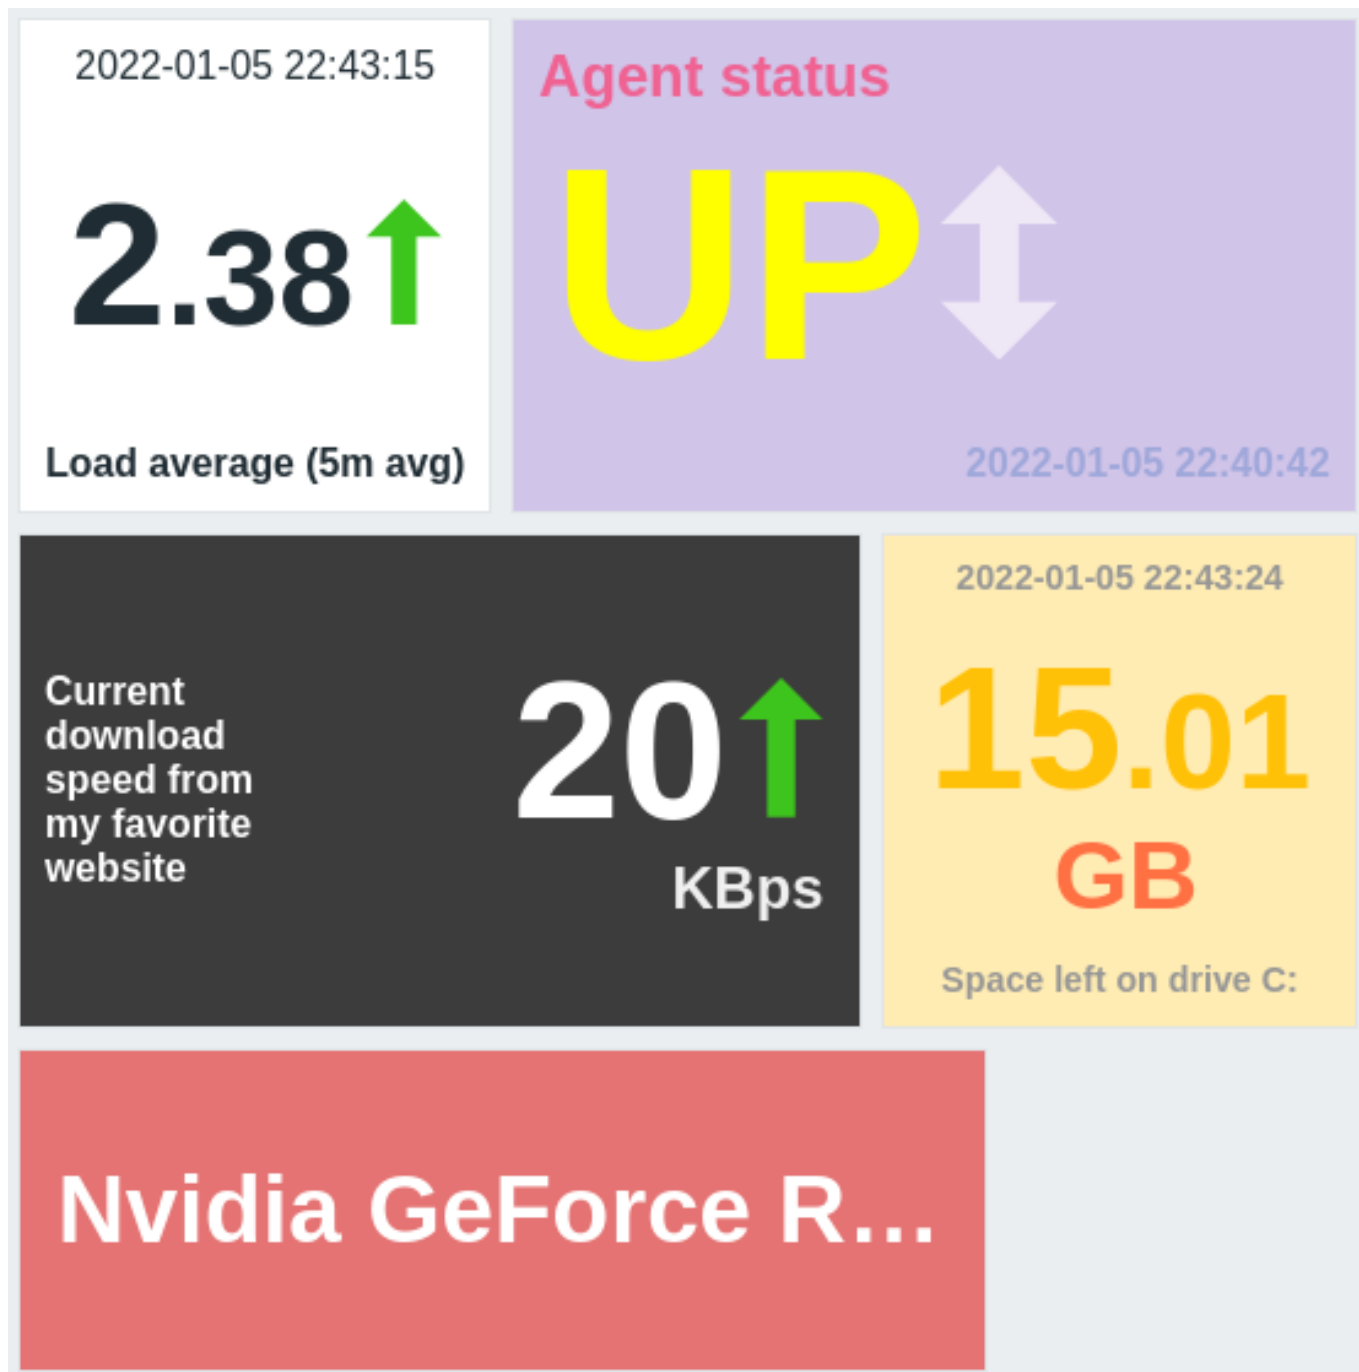 2022-01-05 22:43:15
2.38
Load average (5m avg)
Agent status
UP
2022-01-05 22:40:42
Current
download
speed from
my favorite
website
20
KBps
2022-01-05 22:43:24
15.01
GB
Space left on drive C:
Nvidia GeForce R...